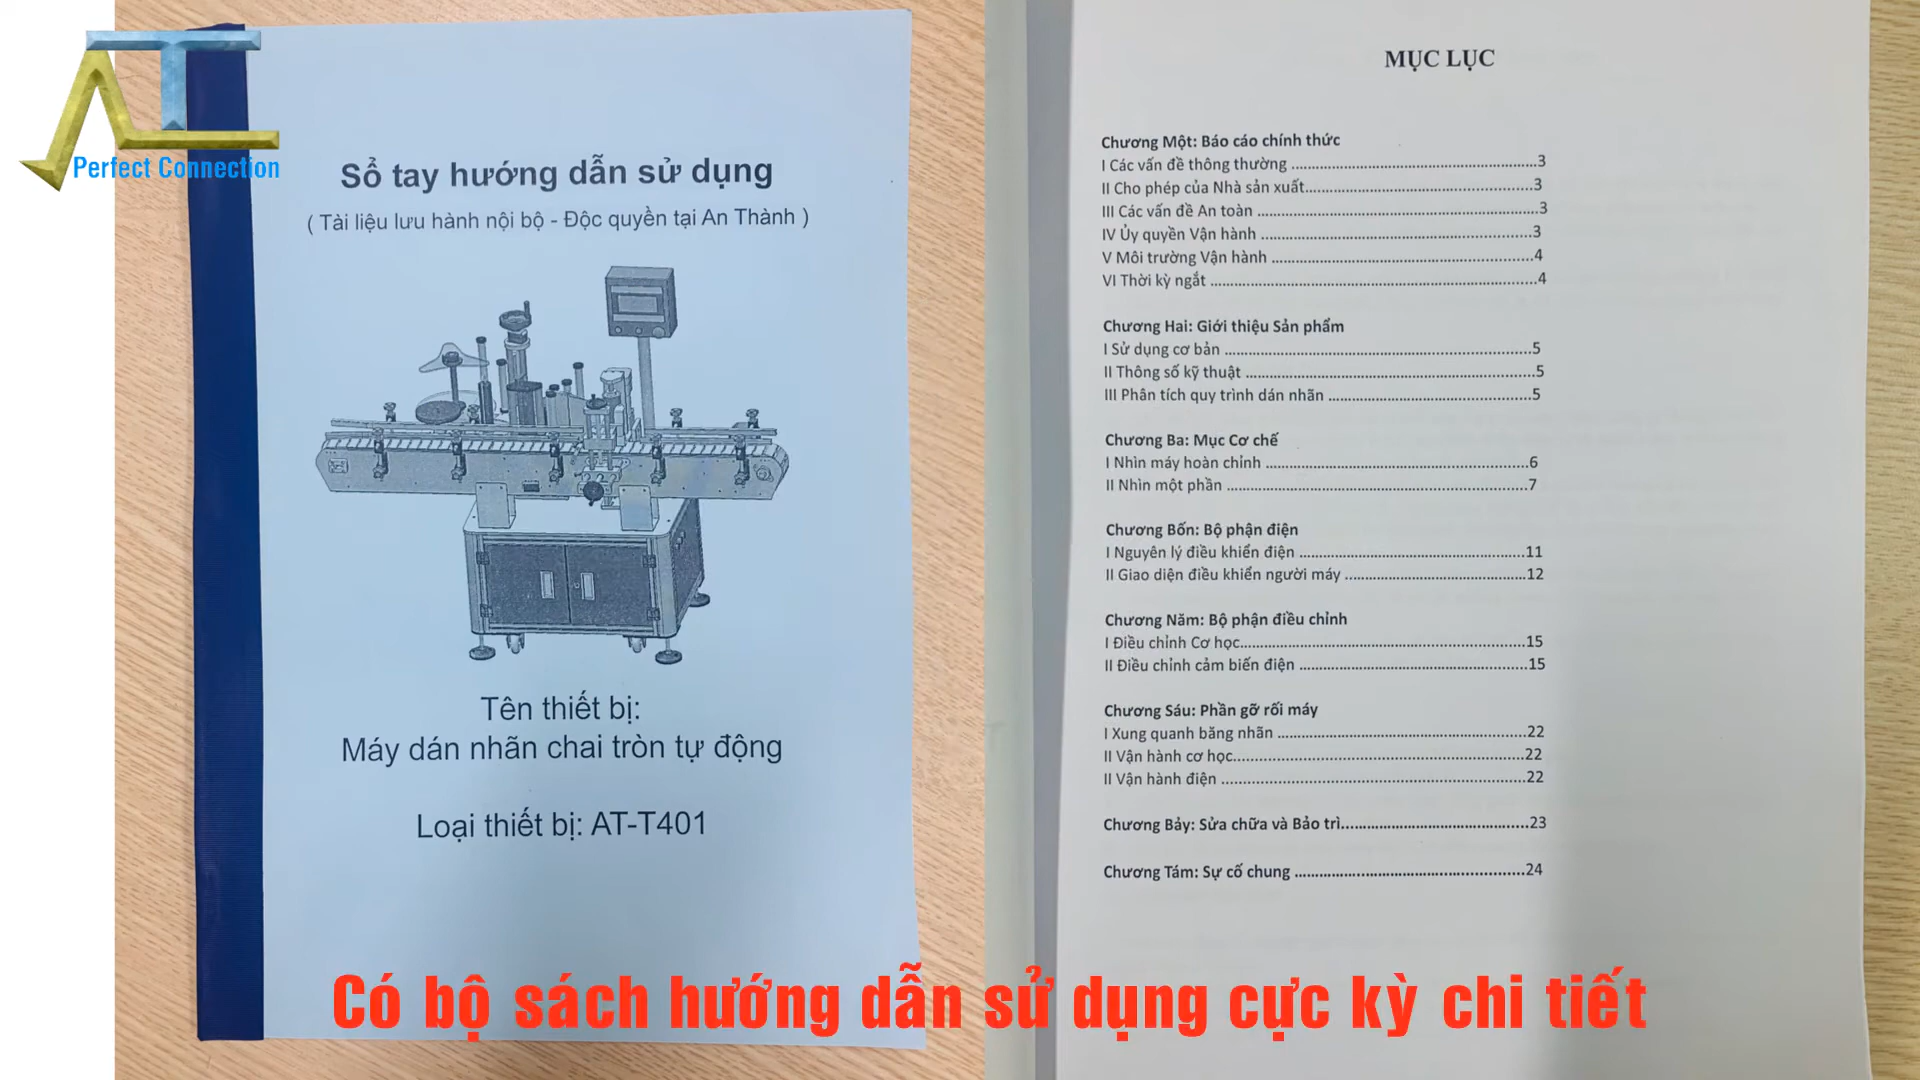 AT
Perfect Connection
Sổ tay hướng dẫn sử dụng
( Tài liệu lưu hành nội bộ - Độc quyền tại An Thành )
Tên thiết bị:
Máy dán nhãn chai tròn tự động
Loại thiết bị: AT-T401
MỤC LỤC
Chương Một: Báo cáo chính thức
I Các vấn đề thông thường ........................................................3
II Cho phép của Nhà sản xuất.....................................................3
III Các vấn đề An toàn ................................................................3
IV Ủy quyền Vận hành ...............................................................3
V Môi trường Vận hành .............................................................4
VI Thời kỳ ngắt ..........................................................................4
Chương Hai: Giới thiệu Sản phẩm
I Sử dụng cơ bản ........................................................................5
II Thông số kỹ thuật ...................................................................5
III Phân tích quy trình dán nhãn ................................................5
Chương Ba: Mục Cơ chế
I Nhìn máy hoàn chỉnh ..............................................................6
II Nhìn một phần .......................................................................7
Chương Bốn: Bộ phận điện
I Nguyên lý điều khiển điện .....................................................11
II Giao diện điều khiển người máy ...........................................12
Chương Năm: Bộ phận điều chỉnh
I Điều chỉnh Cơ học...................................................................15
II Điều chỉnh cảm biến điện ......................................................15
Chương Sáu: Phần gỡ rối máy
I Xung quanh băng nhãn ..........................................................22
II Vận hành cơ học....................................................................22
II Vận hành điện .......................................................................22
Chương Bảy: Sửa chữa và Bảo trì............................................23
Chương Tám: Sự cố chung ......................................................24
Có bộ sách hướng dẫn sử dụng cực kỳ chi tiết